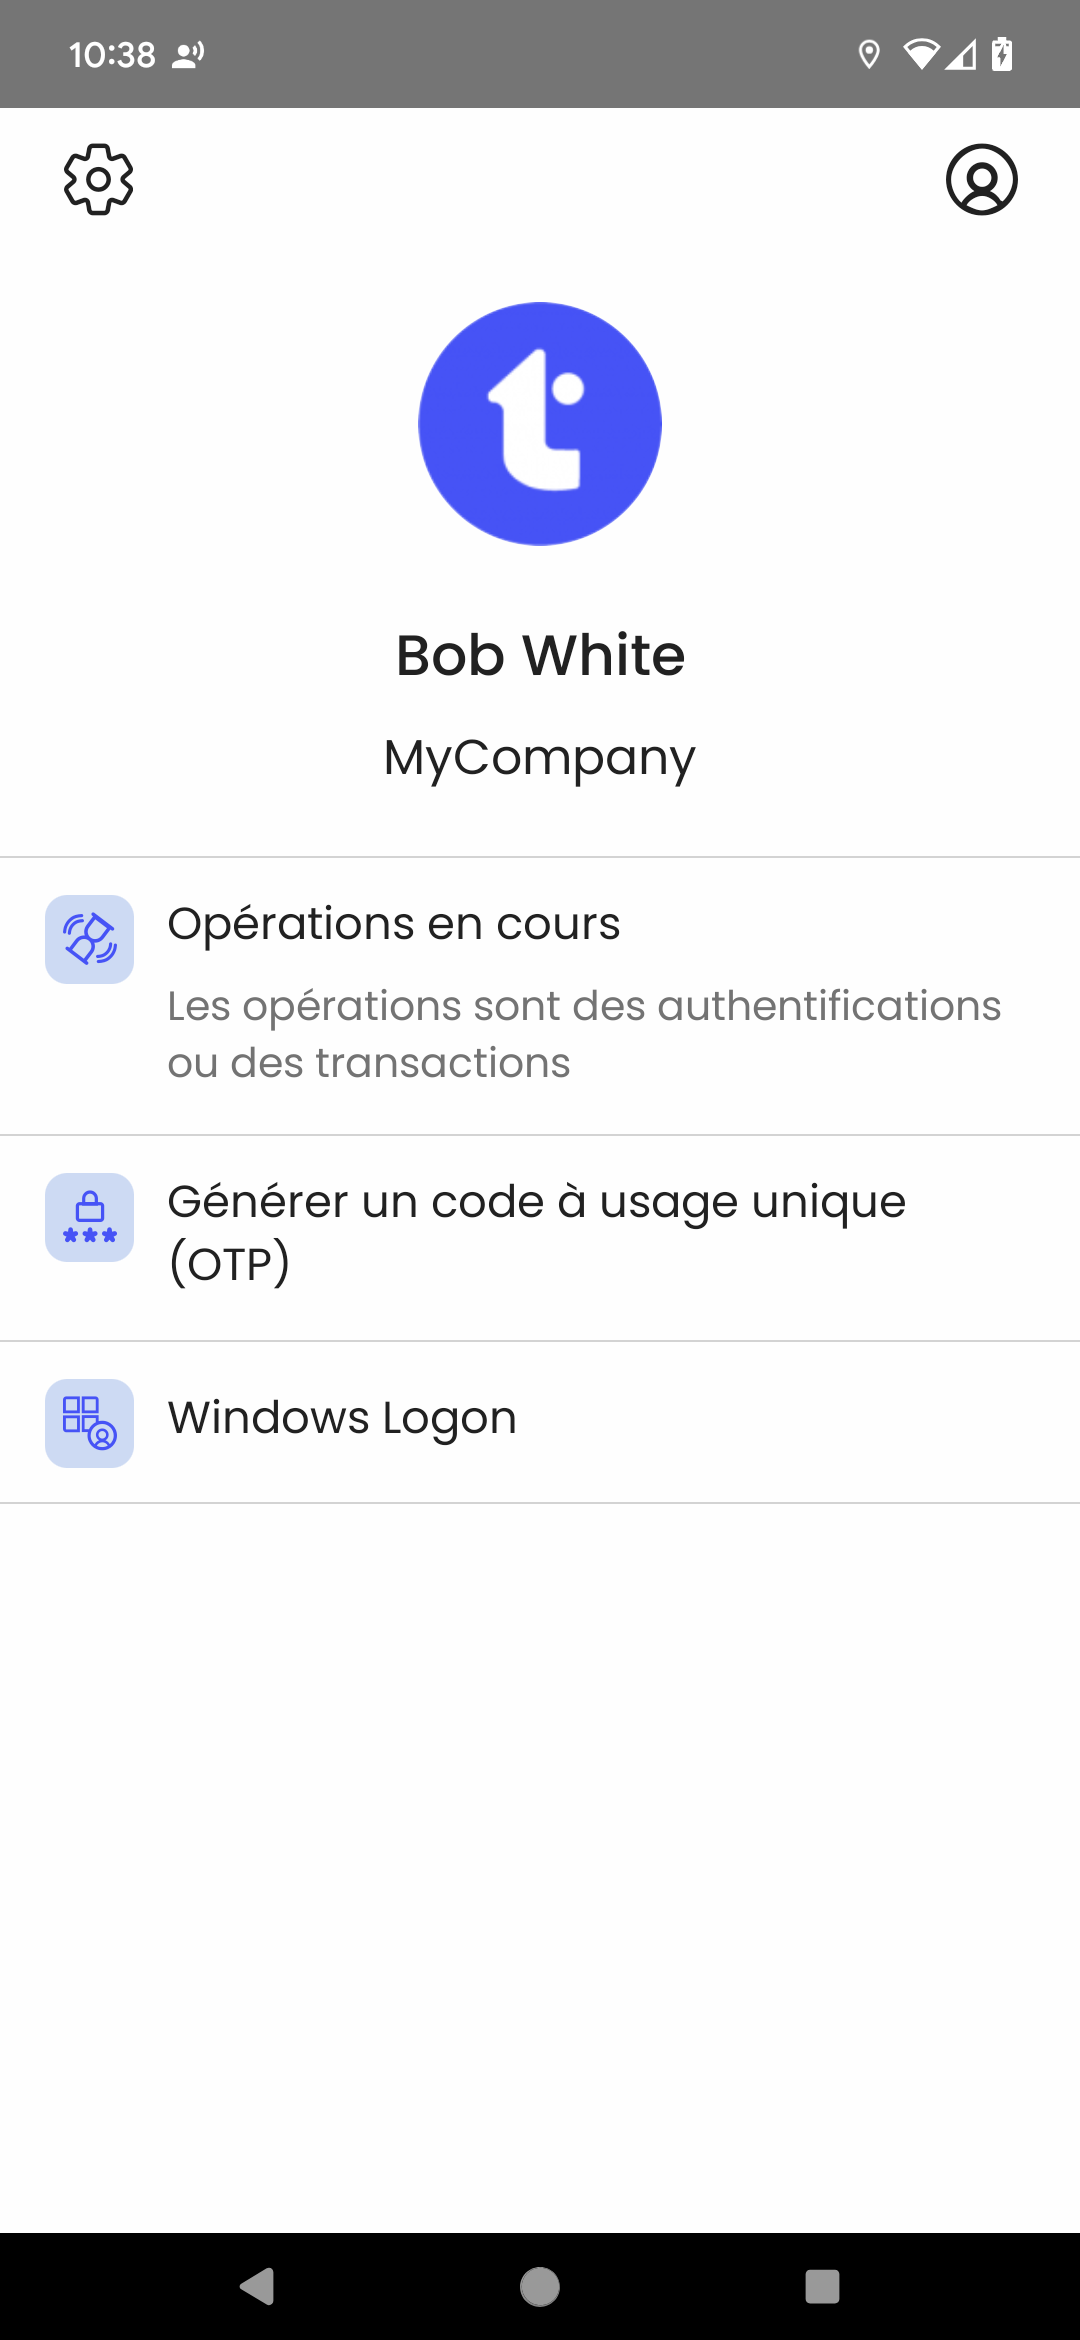 10:38
Bob White
MyCompany
Opérations en cours
Les opérations sont des authentifications
ou des transactions
Générer un code à usage unique
(OTP)
Windows Logon